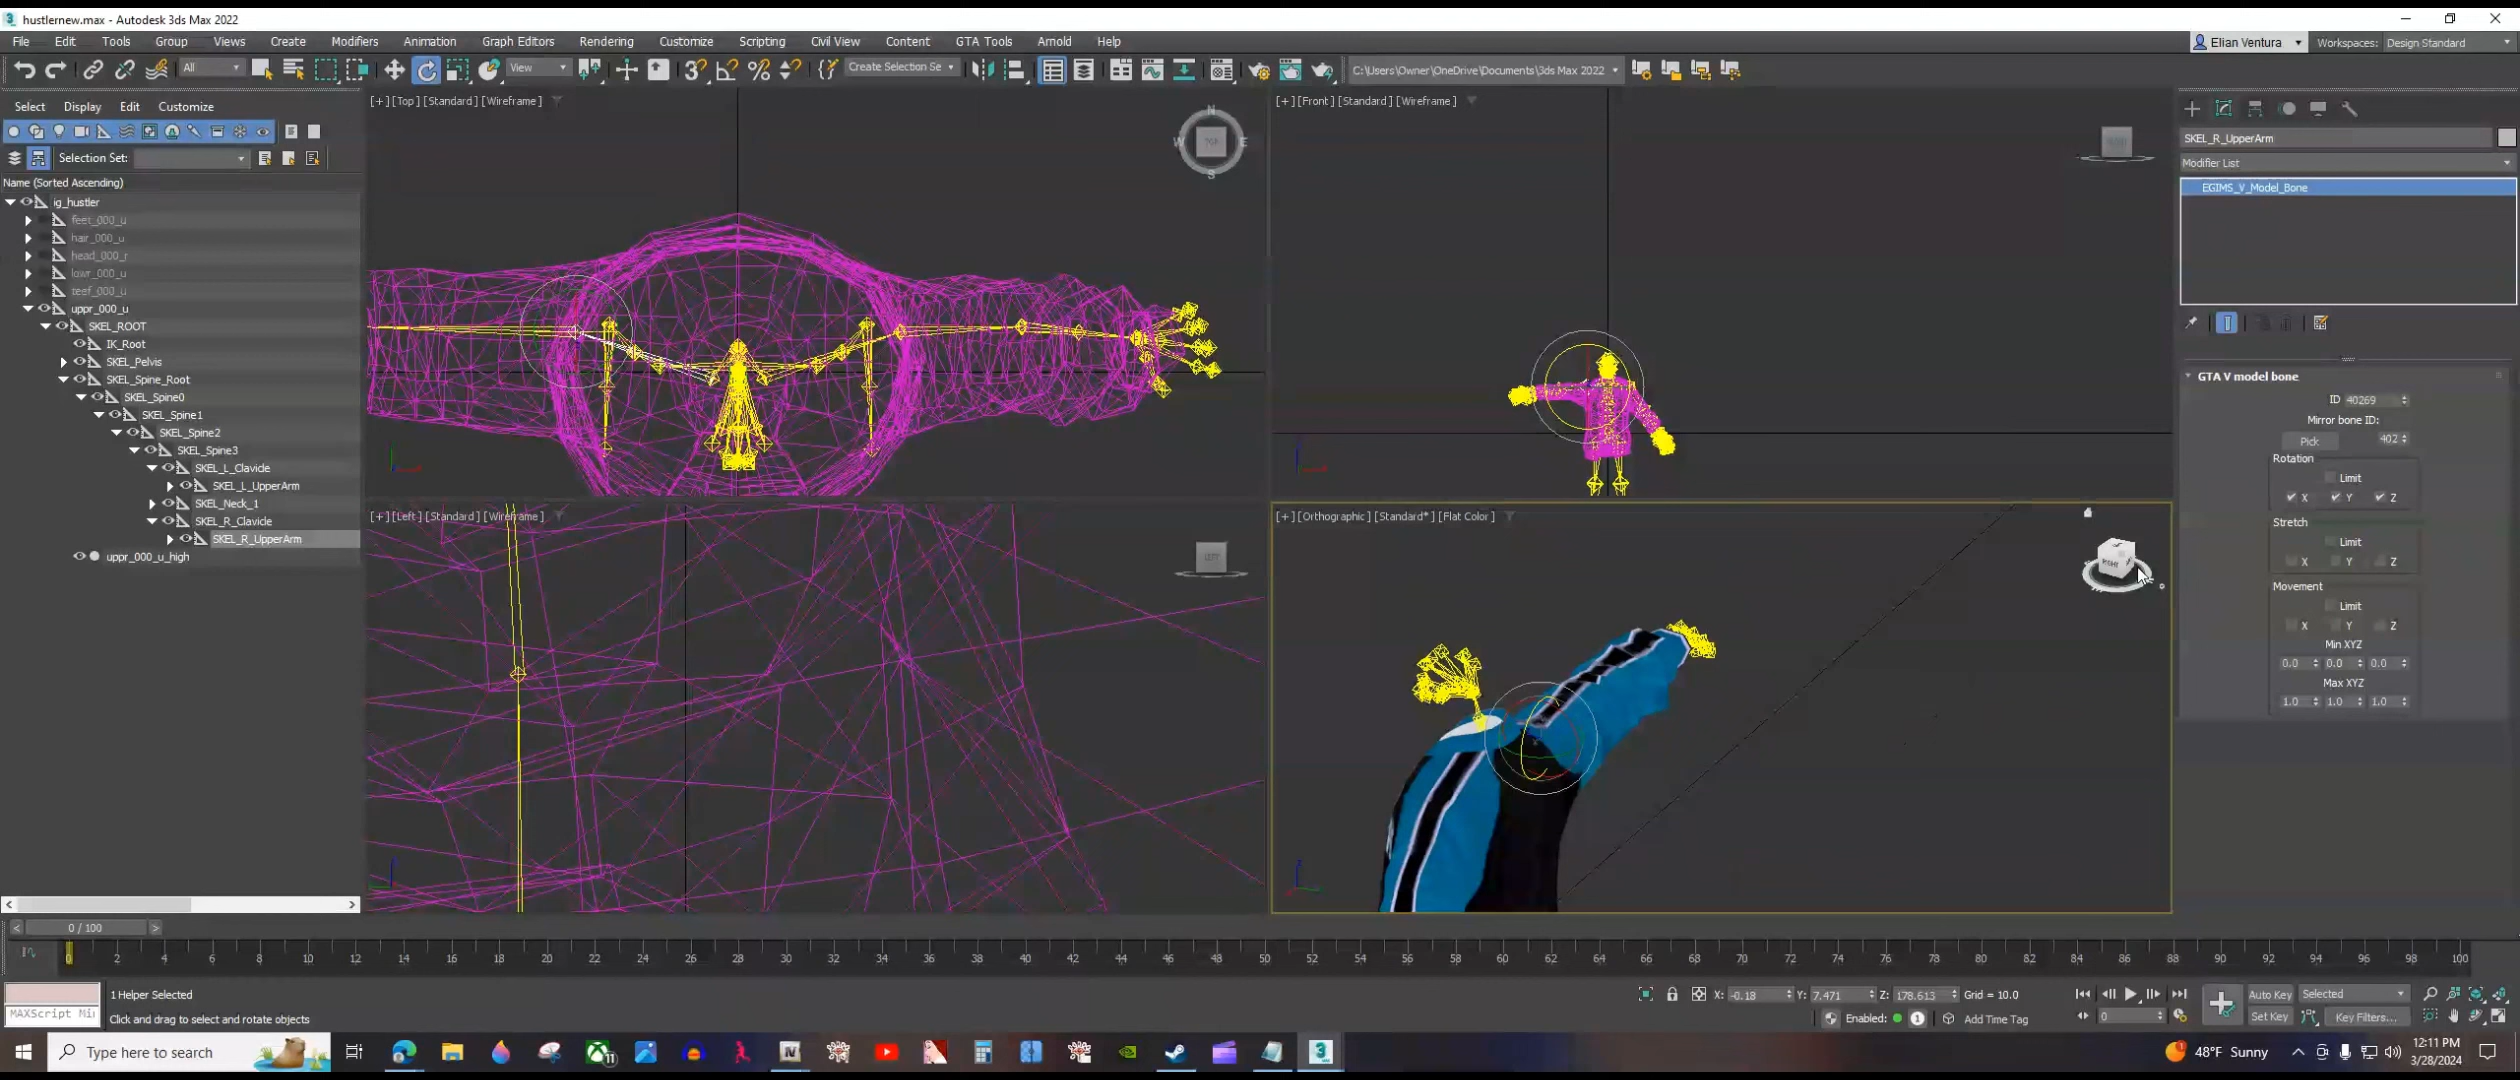 hustlernew.max - Autodesk 3ds Max 2022
File Edit Tools Group Views Create Modifiers Animation Graph Editors Rendering Customize Scripting Civil View Content GTA Tools Arnold Help
Elian Ventura Workspaces: Design Standard
All View Create Selection Se C:\Users\Owner\OneDrive\Documents\3ds Max 2022
Select Display Edit Customize
Selection Set:
Name (Sorted Ascending)
ig_hustler
feet_000_u
hair_000_u
head_000_r
lowr_000_u
uppr_000_u
SKEL_ROOT
IK_Root
SKEL_Pelvis
SKEL_Spine_Root
SKEL_Spine0
SKEL_Spine1
SKEL_Spine2
SKEL_Spine3
SKEL_L_Clavicle
SKEL_L_UpperArm
SKEL_Neck_1
SKEL_R_Clavicle
SKEL_R_UpperArm
uppr_000_u_high
[+] [Top] [Standard] [Wireframe]
N
W TOP E
S
[+] [Front] [Standard] [Wireframe]
[+] [Left] [Standard] [Wireframe]
LEFT
[+] [Orthographic] [Standard*] [Flat Color]
SKEL_R_UpperArm
Modifier List
EGIMS_V_Model_Bone
GTA V model bone
ID 40269
Mirror bone ID:
Pick 402
Rotation
Limit
X Y Z
Stretch
Limit
X Y Z
Movement
Limit
X Y Z
Min XYZ
0.0 0.0 0.0
Max XYZ
1.0 1.0 1.0
0 / 100
0 2 4 6 8 10 12 14 16 18 20 22 24 26 28 30 32 34 36 38 40 42 44 46 48 50 52 54 56 58 60 62 64 66 68 70 72 74 76 78 80 82 84 86 88 90 92 94 96 98 100
1 Helper Selected
X: -0.18 Y: 7.471 Z: 178.613 Grid = 10.0
Auto Key Selected
MAXScript Mi
Click and drag to select and rotate objects
Enabled: 1 Add Time Tag
0
Set Key Key Filters...
Type here to search
11
48°F Sunny
12:11 PM
3/28/2024